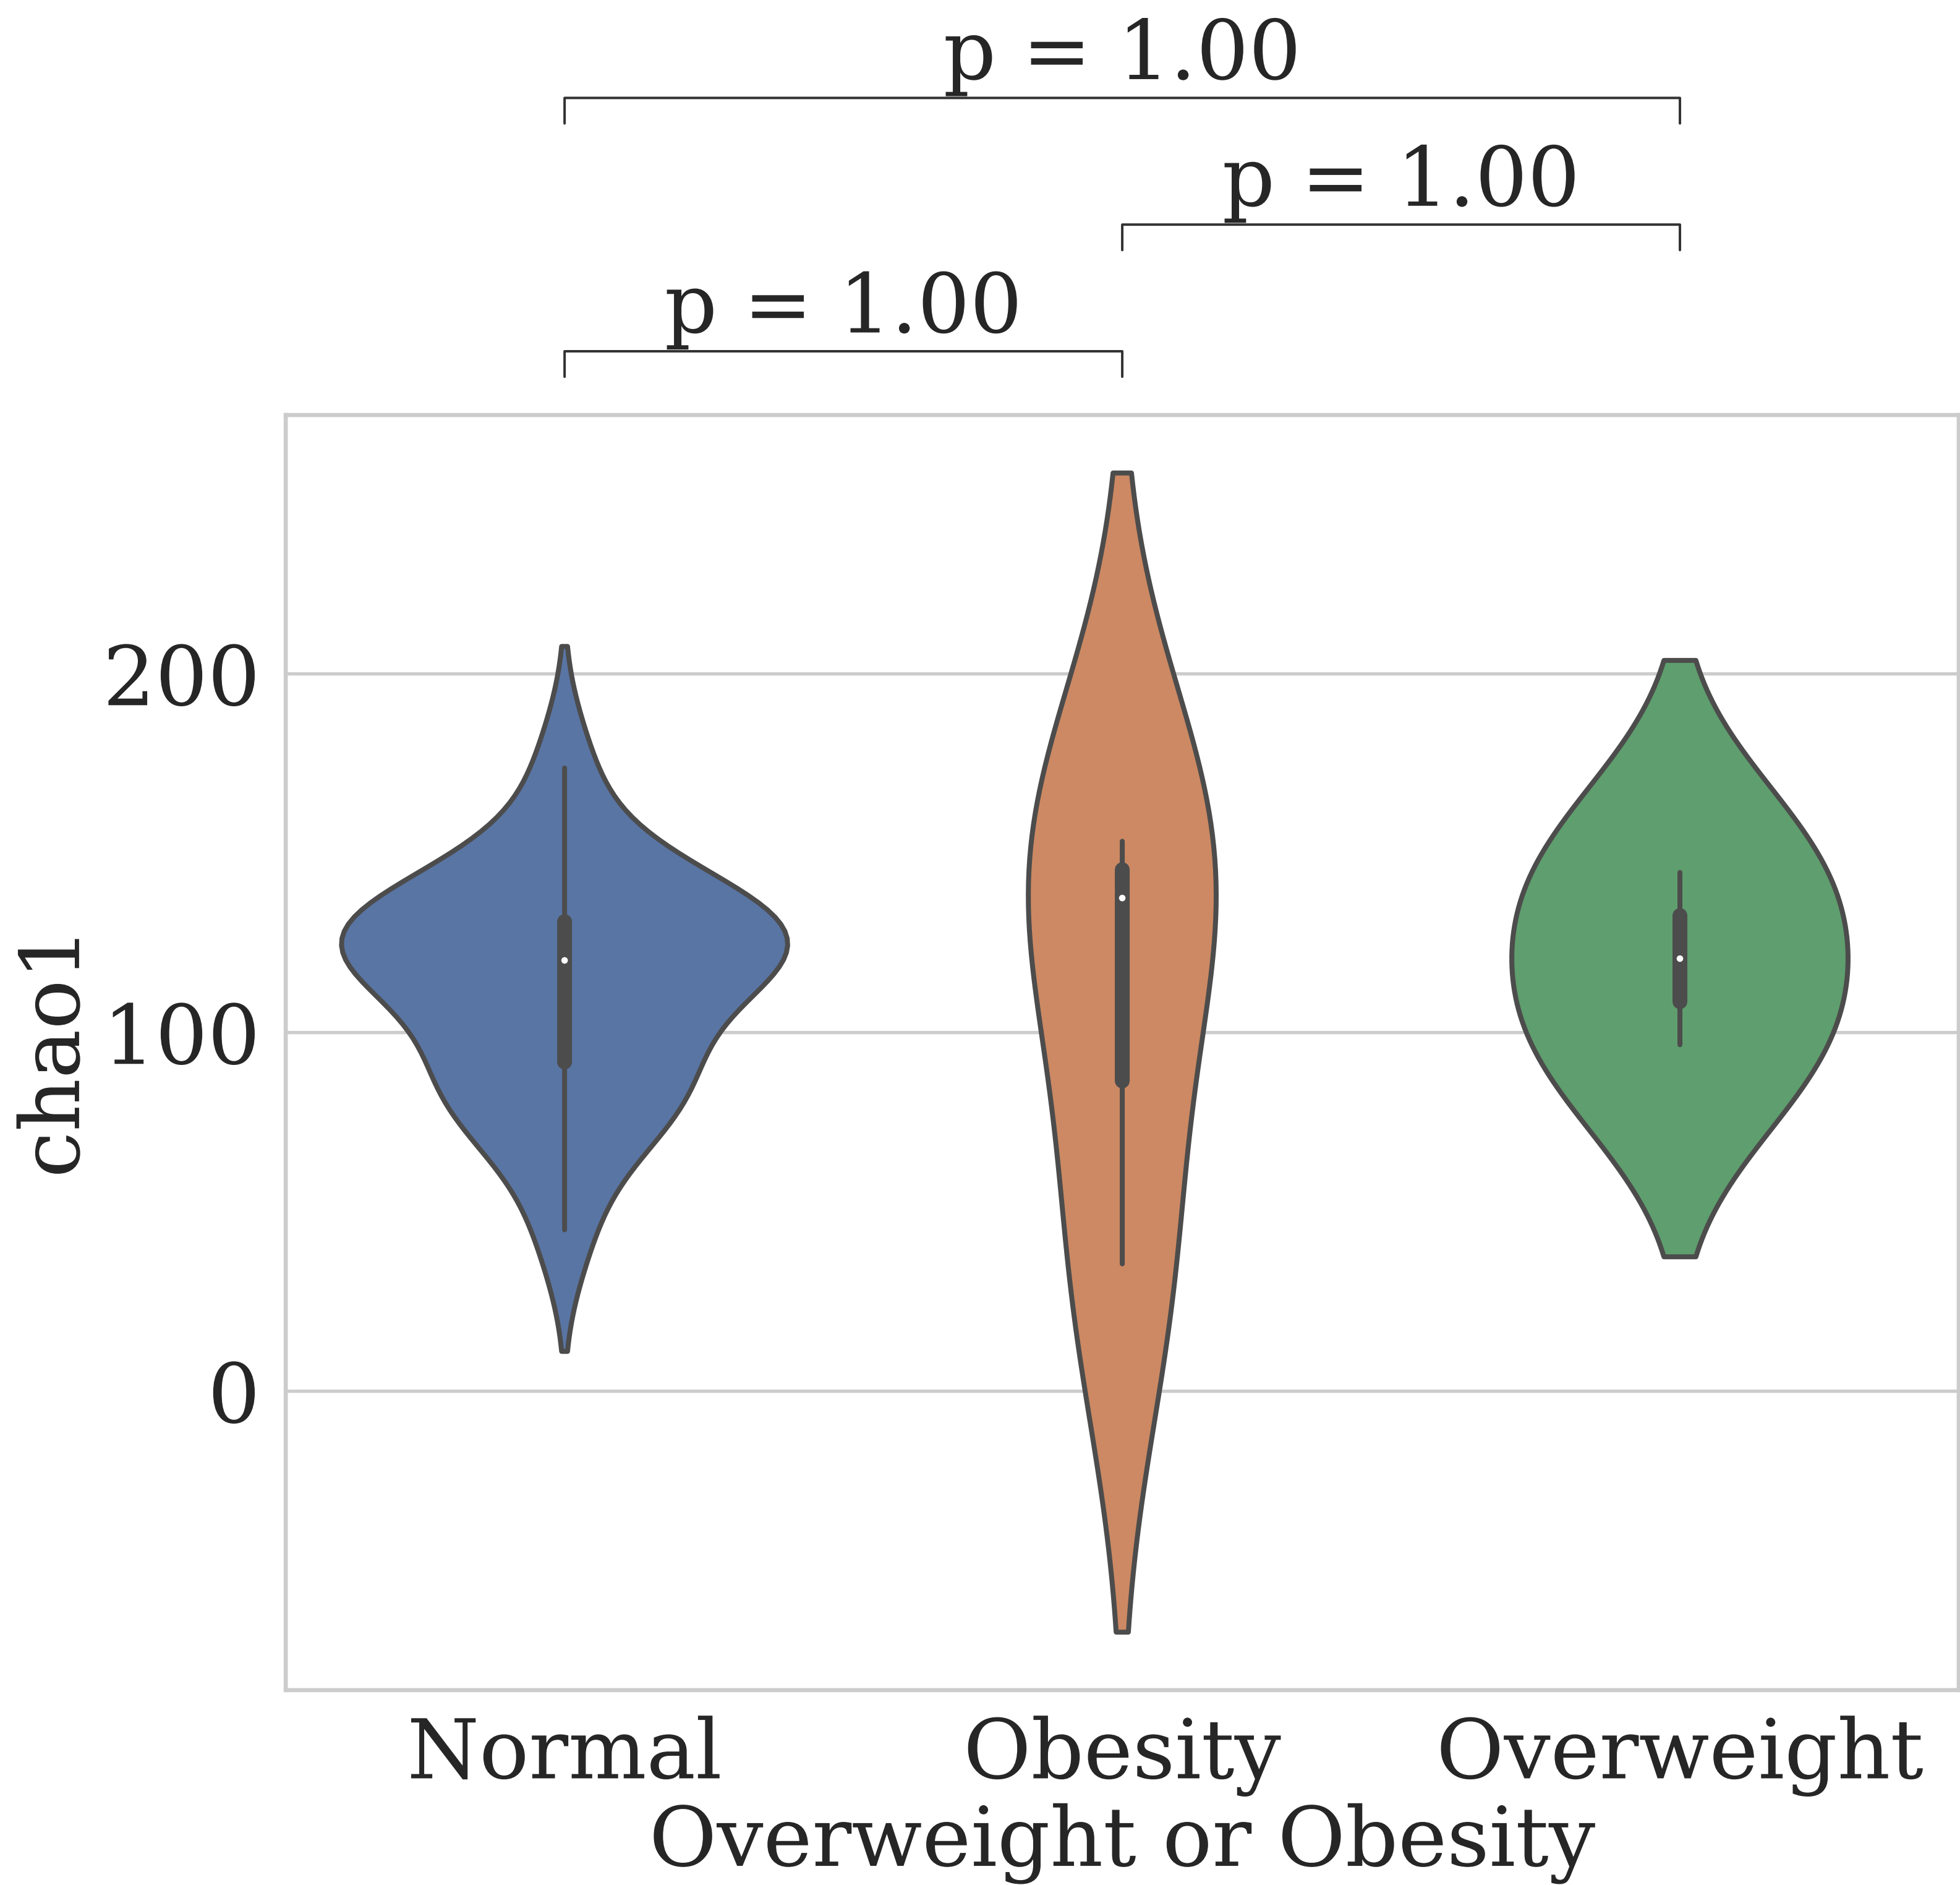 p = 1.00
p = 1.00
p = 1.00
chao1
200
100
0
Normal Obesity Overweight
Overweight or Obesity